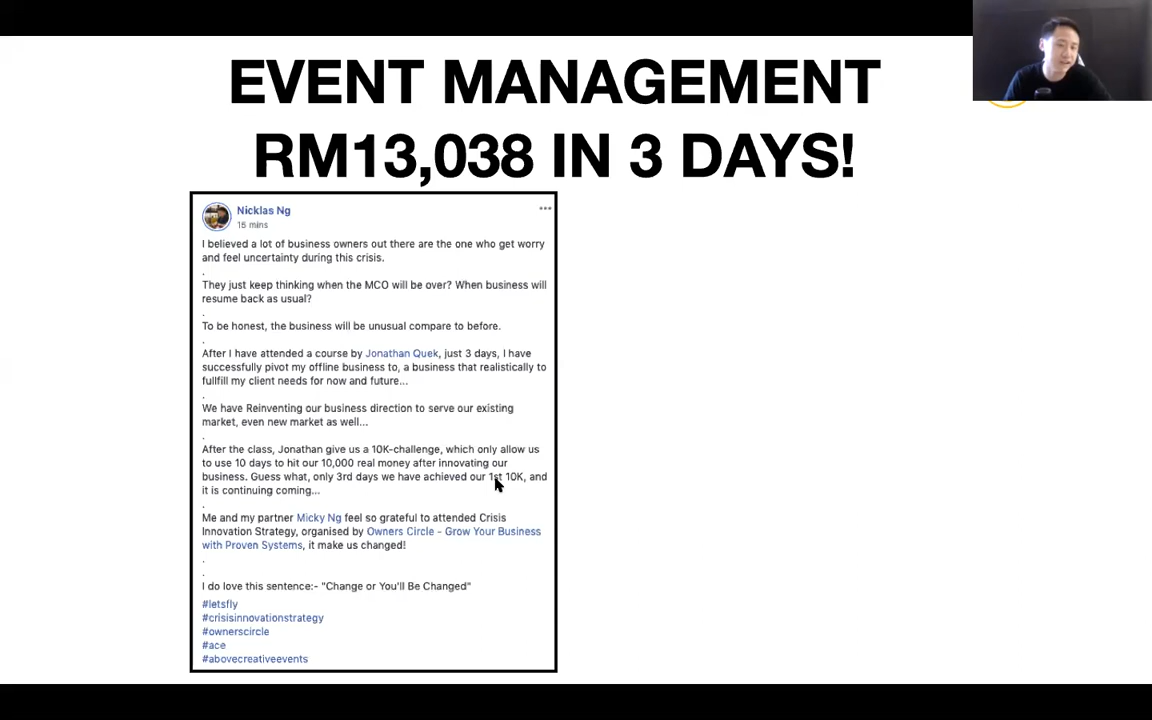 EVENT MANAGEMENT
RM13,038 IN 3 DAYS!
Nicklas Ng
15 mins
I believed a lot of business owners out there are the one who get worry
and feel uncertainty during this crisis.
.
They just keep thinking when the MCO will be over? When business will
resume back as usual?
.
To be honest, the business will be unusual compare to before.
.
After I have attended a course by Jonathan Quek, just 3 days, I have
successfully pivot my offline business to, a business that realistically to
fullfill my client needs for now and future...
.
We have Reinventing our business direction to serve our existing
market, even new market as well...
.
After the class, Jonathan give us a 10K-challenge, which only allow us
to use 10 days to hit our 10,000 real money after innovating our
business. Guess what, only 3rd days we have achieved our 1st 10K, and
it is continuing coming...
.
Me and my partner Micky Ng feel so grateful to attended Crisis
Innovation Strategy, organised by Owners Circle - Grow Your Business
with Proven Systems, it make us changed!
.
.
I do love this sentence:- "Change or You'll Be Changed"
#letsfly
#crisisinnovationstrategy
#ownerscircle
#ace
#abovecreativeevents